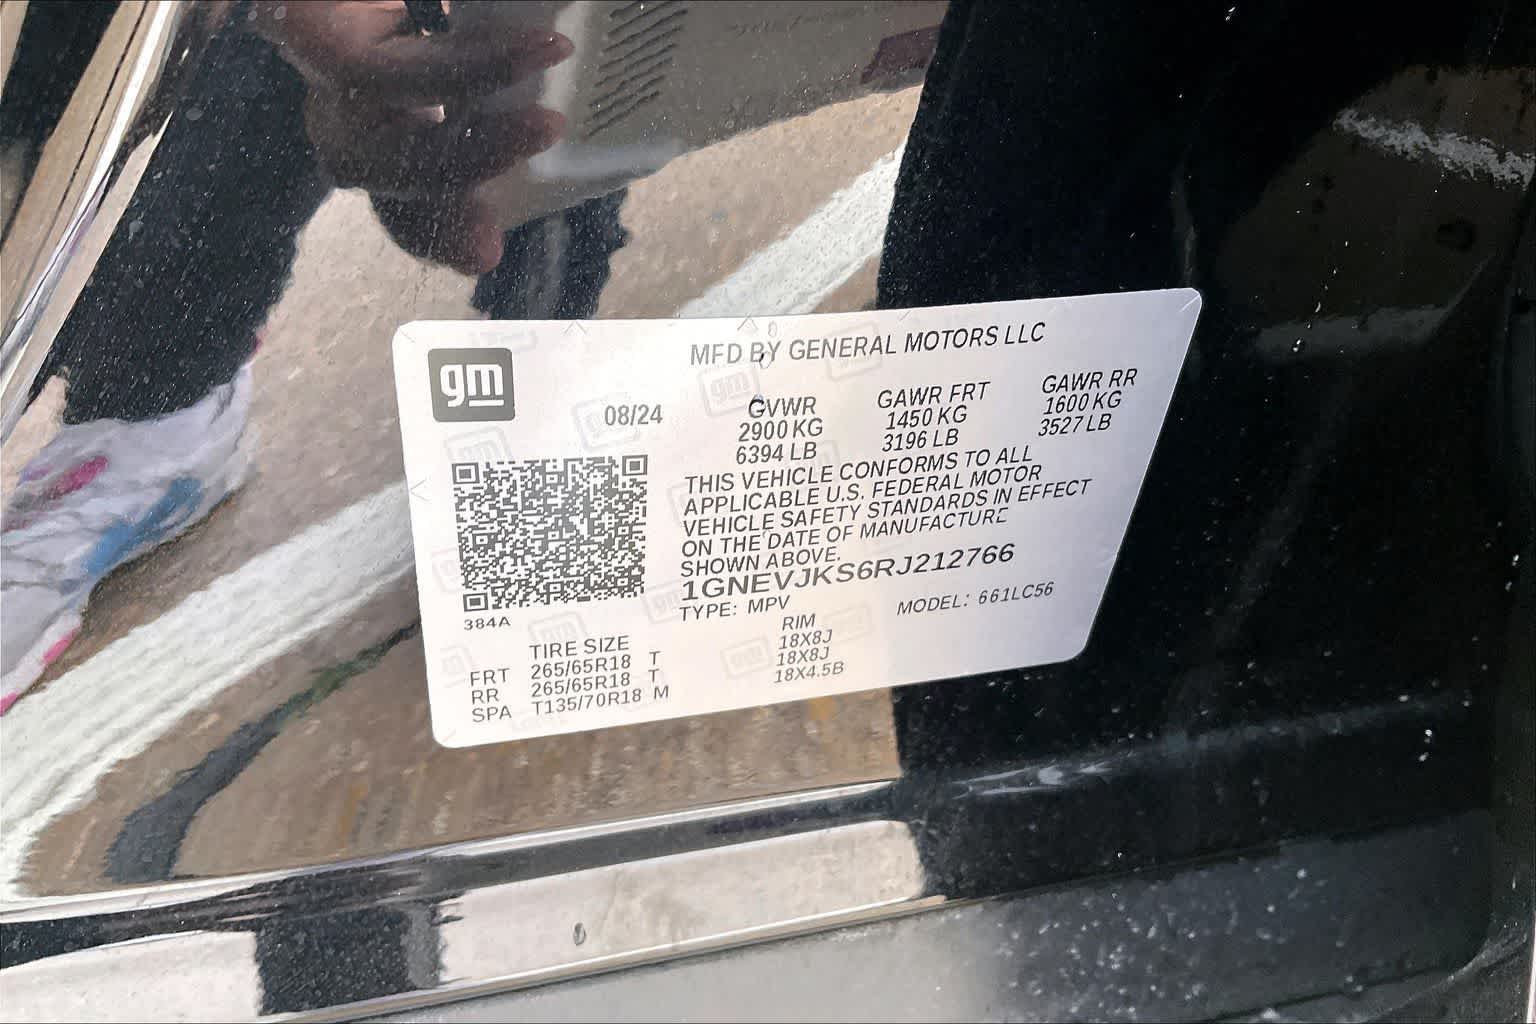 gm
MFD BY GENERAL MOTORS LLC
08/24
GVWR GAWR FRT GAWR RR
2900 KG 1450 KG 1600 KG
6394 LB 3196 LB 3527 LB
THIS VEHICLE CONFORMS TO ALL
APPLICABLE U.S. FEDERAL MOTOR
VEHICLE SAFETY STANDARDS IN EFFECT
ON THE DATE OF MANUFACTURE
SHOWN ABOVE.
1GNEVJKS6RJ212766
TYPE: MPV MODEL: 661LC56
384A
TIRE SIZE RIM
FRT 265/65R18 T 18X8J
RR 265/65R18 T 18X8J
SPA T135/70R18 M 18X4.5B